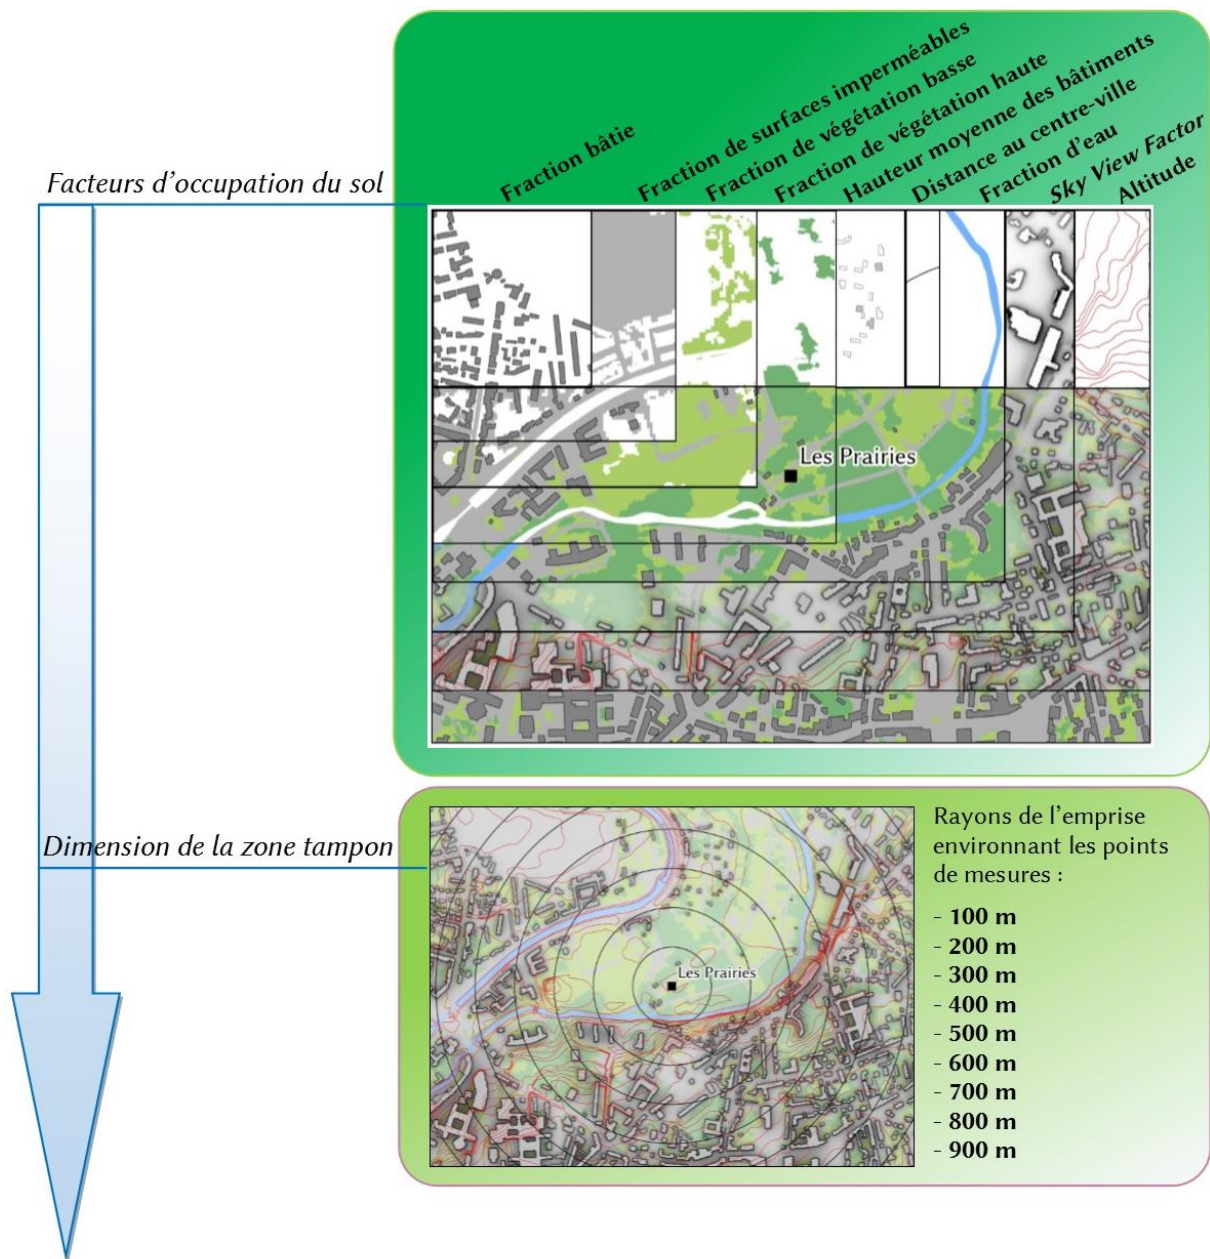 Facteurs d'occupation du sol
Fraction bâtie
Fraction de surfaces imperméables
Fraction de végétation basse
Fraction de végétation haute
Hauteur moyenne des bâtiments
Distance au centre-ville
Fraction d'eau
Sky View Factor
Altitude
Les Prairies
Dimension de la zone tampon
Les Prairies
Rayons de l'emprise
environnant les points
de mesures :
- 100 m
- 200 m
- 300 m
- 400 m
- 500 m
- 600 m
- 700 m
- 800 m
- 900 m